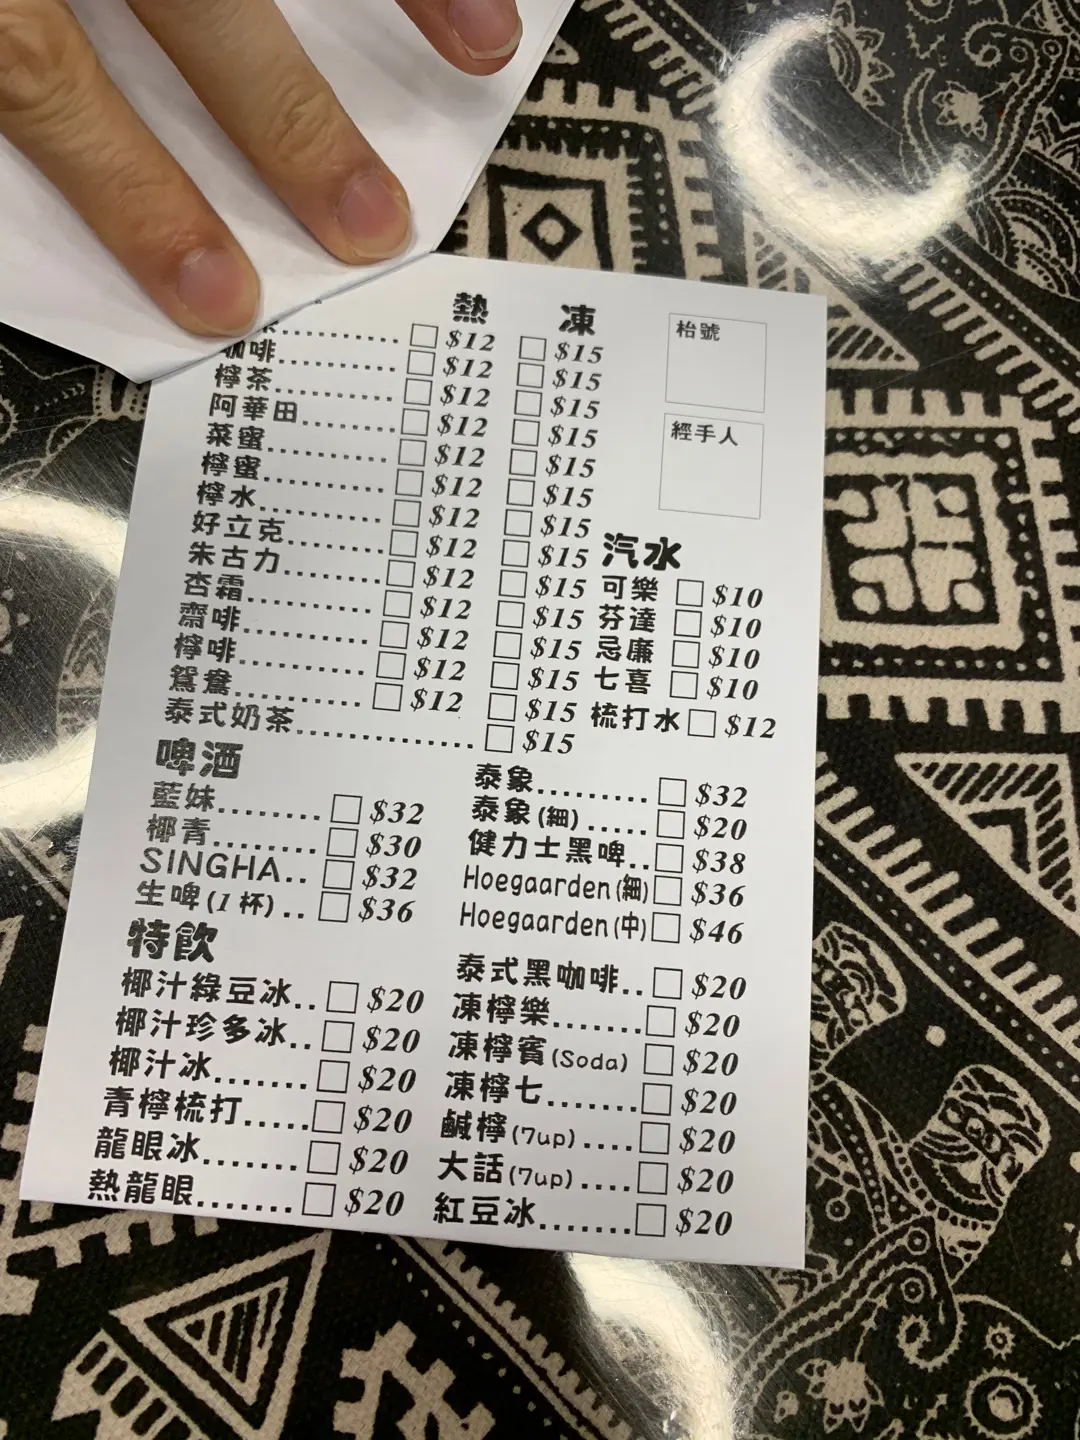 熱 凍
$12 $15
咖啡 $12 $15
檸茶 $12 $15
阿華田 $12 $15
菜蜜 $12 $15
檸蜜 $12 $15
檸水 $12 $15
好立克 $12 $15
朱古力 $12 $15
杏霜 $12 $15
齋啡 $12 $15
檸啡 $12 $15
鴛鴦 $12 $15
泰式奶茶 $15
枱號
經手人
汽水
可樂 $10
芬達 $10
忌廉 $10
七喜 $10
梳打水 $12
啤酒
藍妹 $32
椰青 $30
SINGHA.. $32
生啤(1杯).. $36
泰象 $32
泰象(細) $20
健力士黑啤.. $38
Hoegaarden(細) $36
Hoegaarden(中) $46
特飲
椰汁綠豆冰.. $20
椰汁珍多冰.. $20
椰汁冰 $20
青檸梳打 $20
龍眼冰 $20
熱龍眼 $20
泰式黑咖啡.. $20
凍檸樂 $20
凍檸賓(Soda) $20
凍檸七 $20
鹹檸(7up) $20
大話(7up) $20
紅豆冰 $20